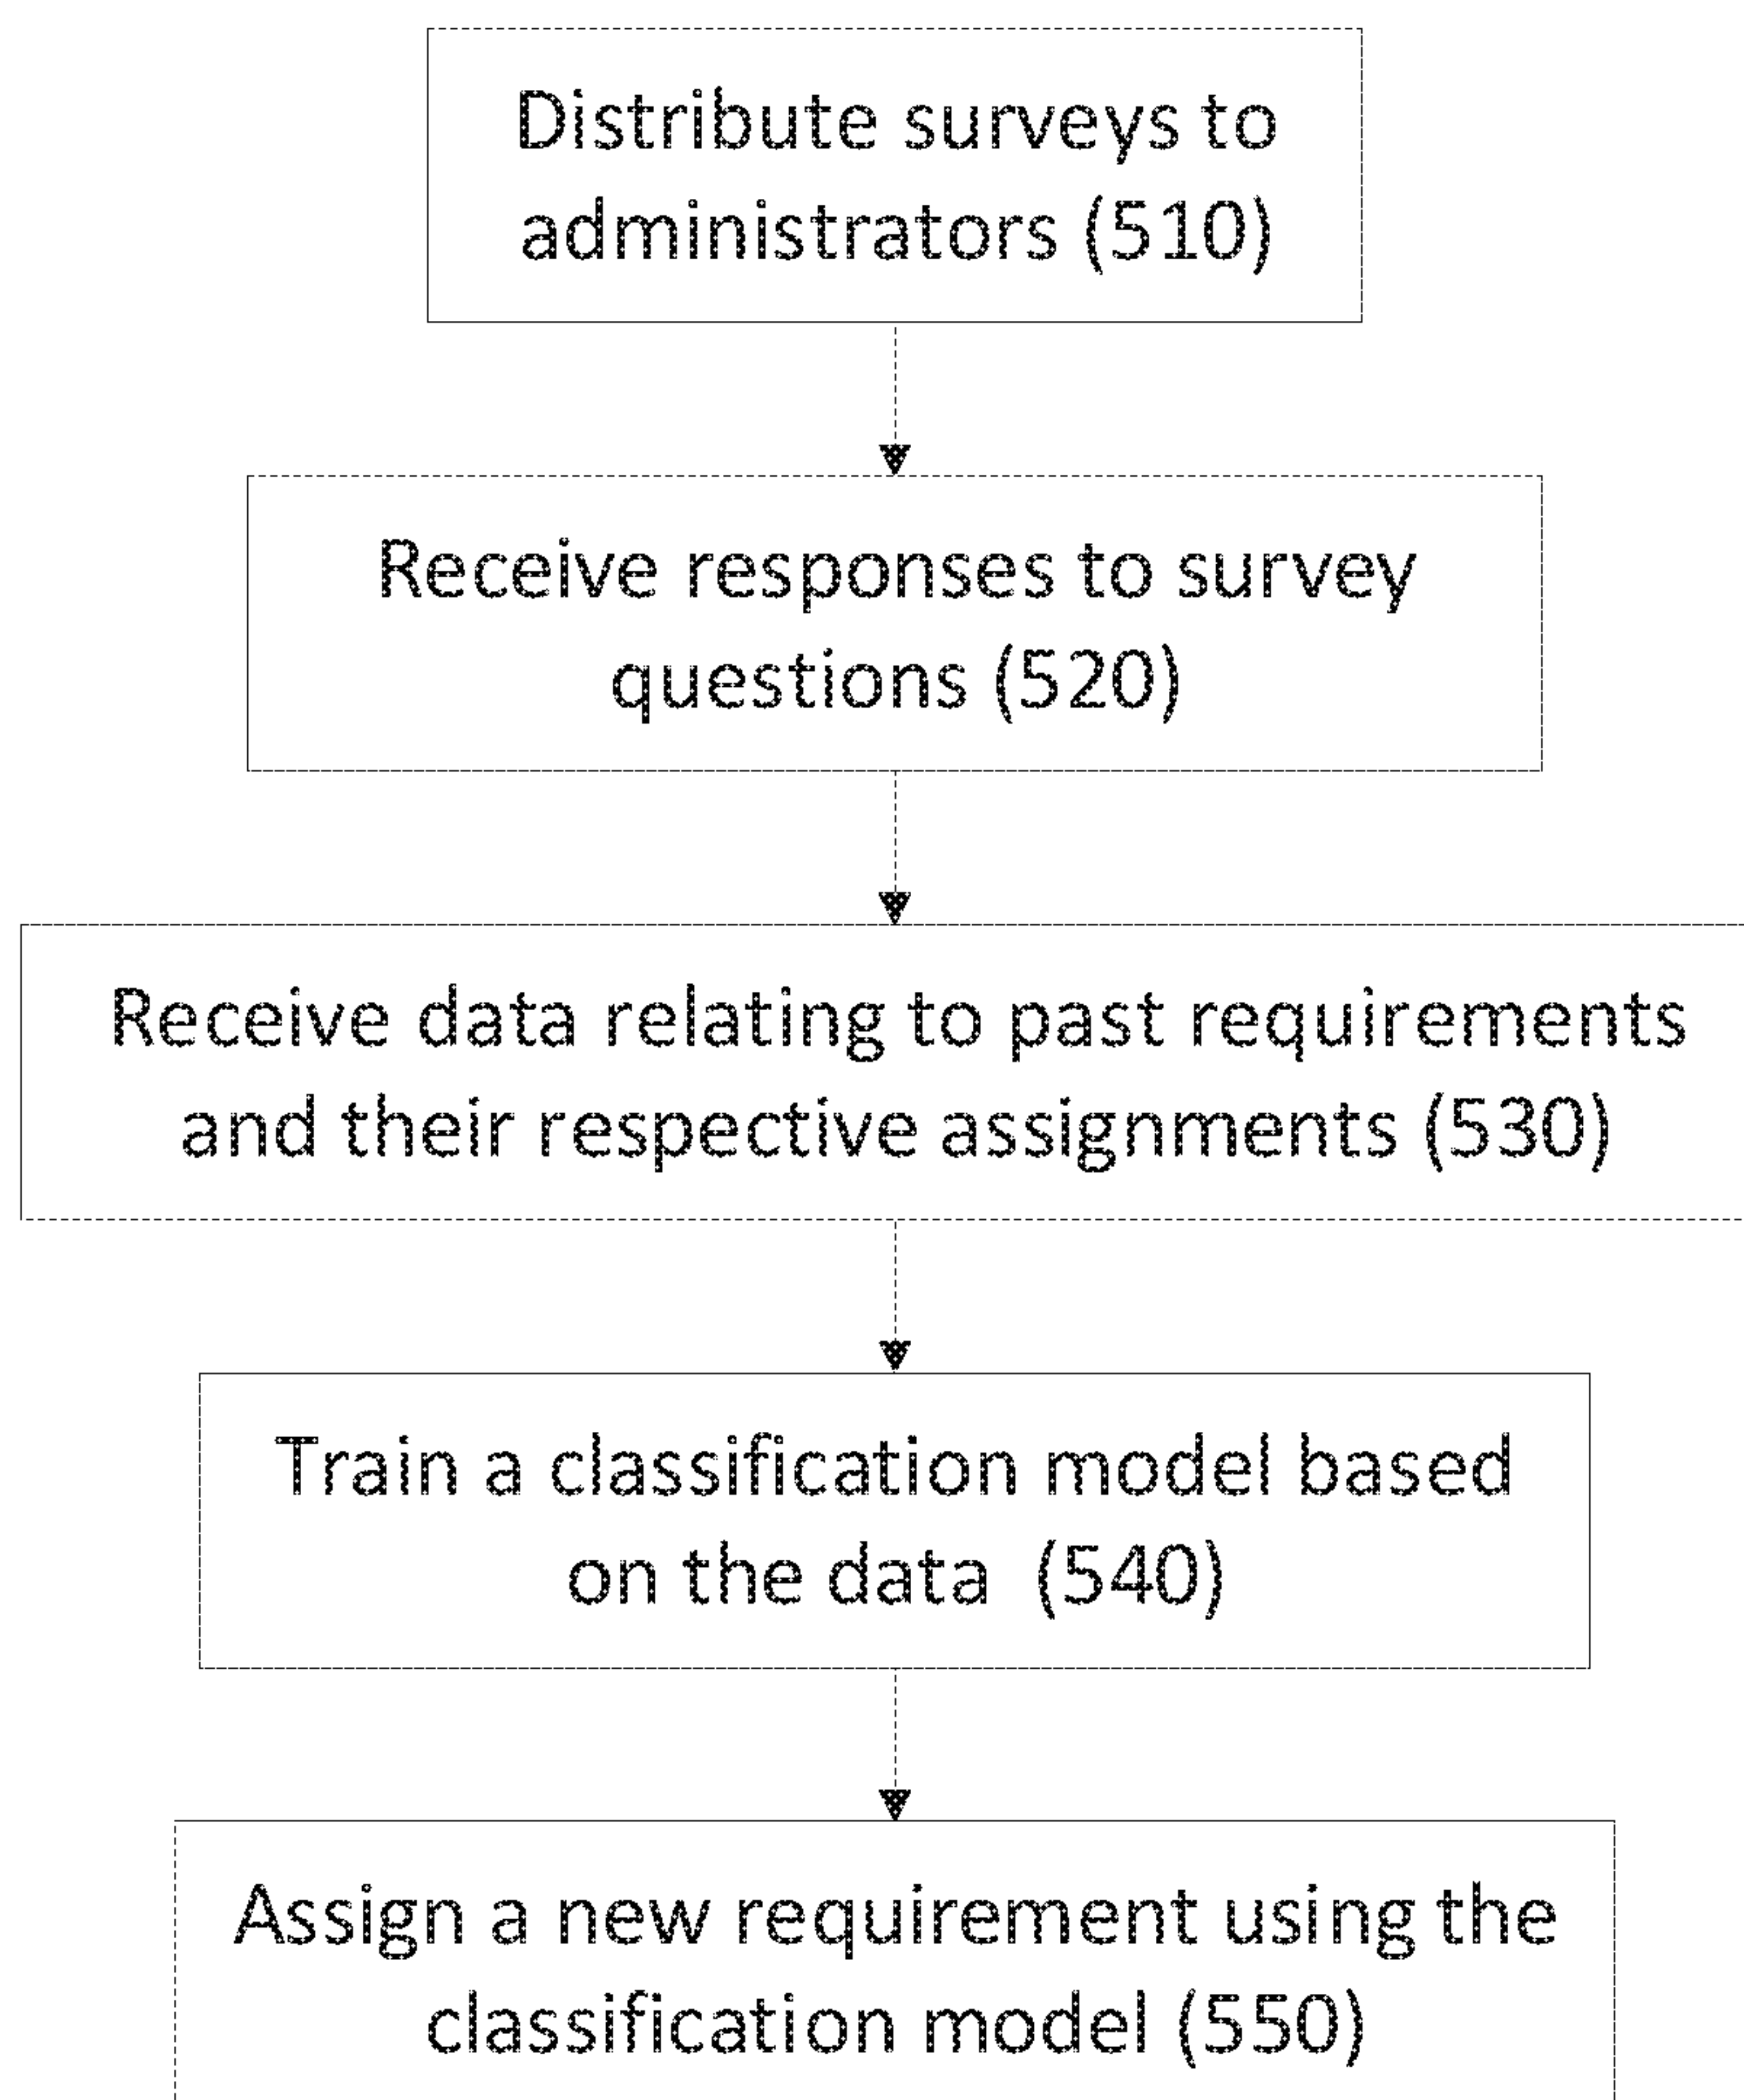 Distribute surveys to
administrators (510)
Receive responses to survey
questions (520)
Receive data relating to past requirements
and their respective assignments (530)
Train a classification model based
on the data (540)
Assign a new requirement using the
classification model (550)